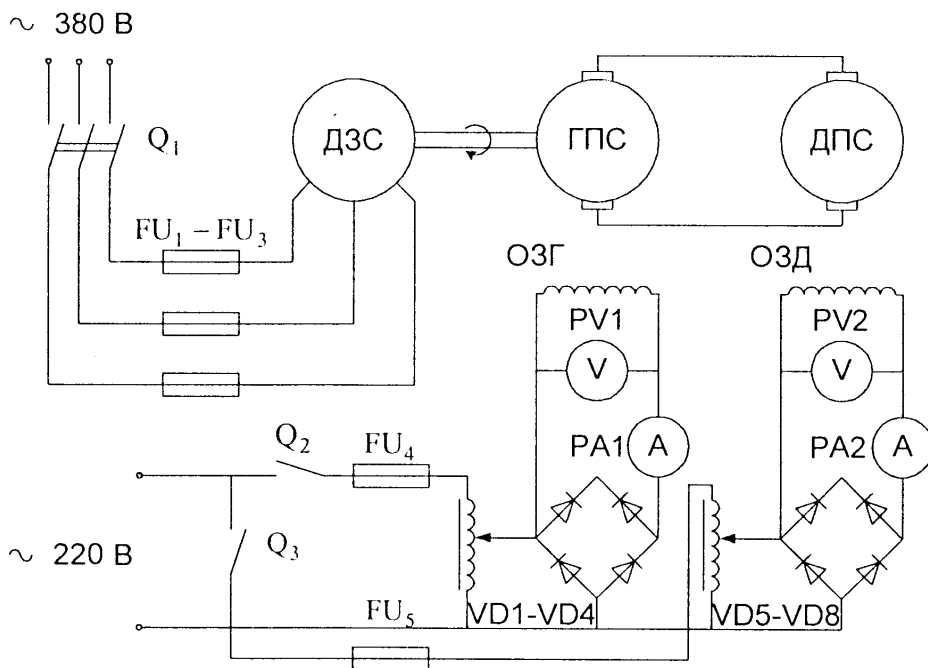 ~ 380 В
Q1
ДЗС
ГПС
ДПС
FU1 – FU3
ОЗГ
ОЗД
PV1
PV2
V
V
Q2
FU4
PA1
A
PA2
A
~ 220 В
Q3
FU5
VD1-VD4
VD5-VD8